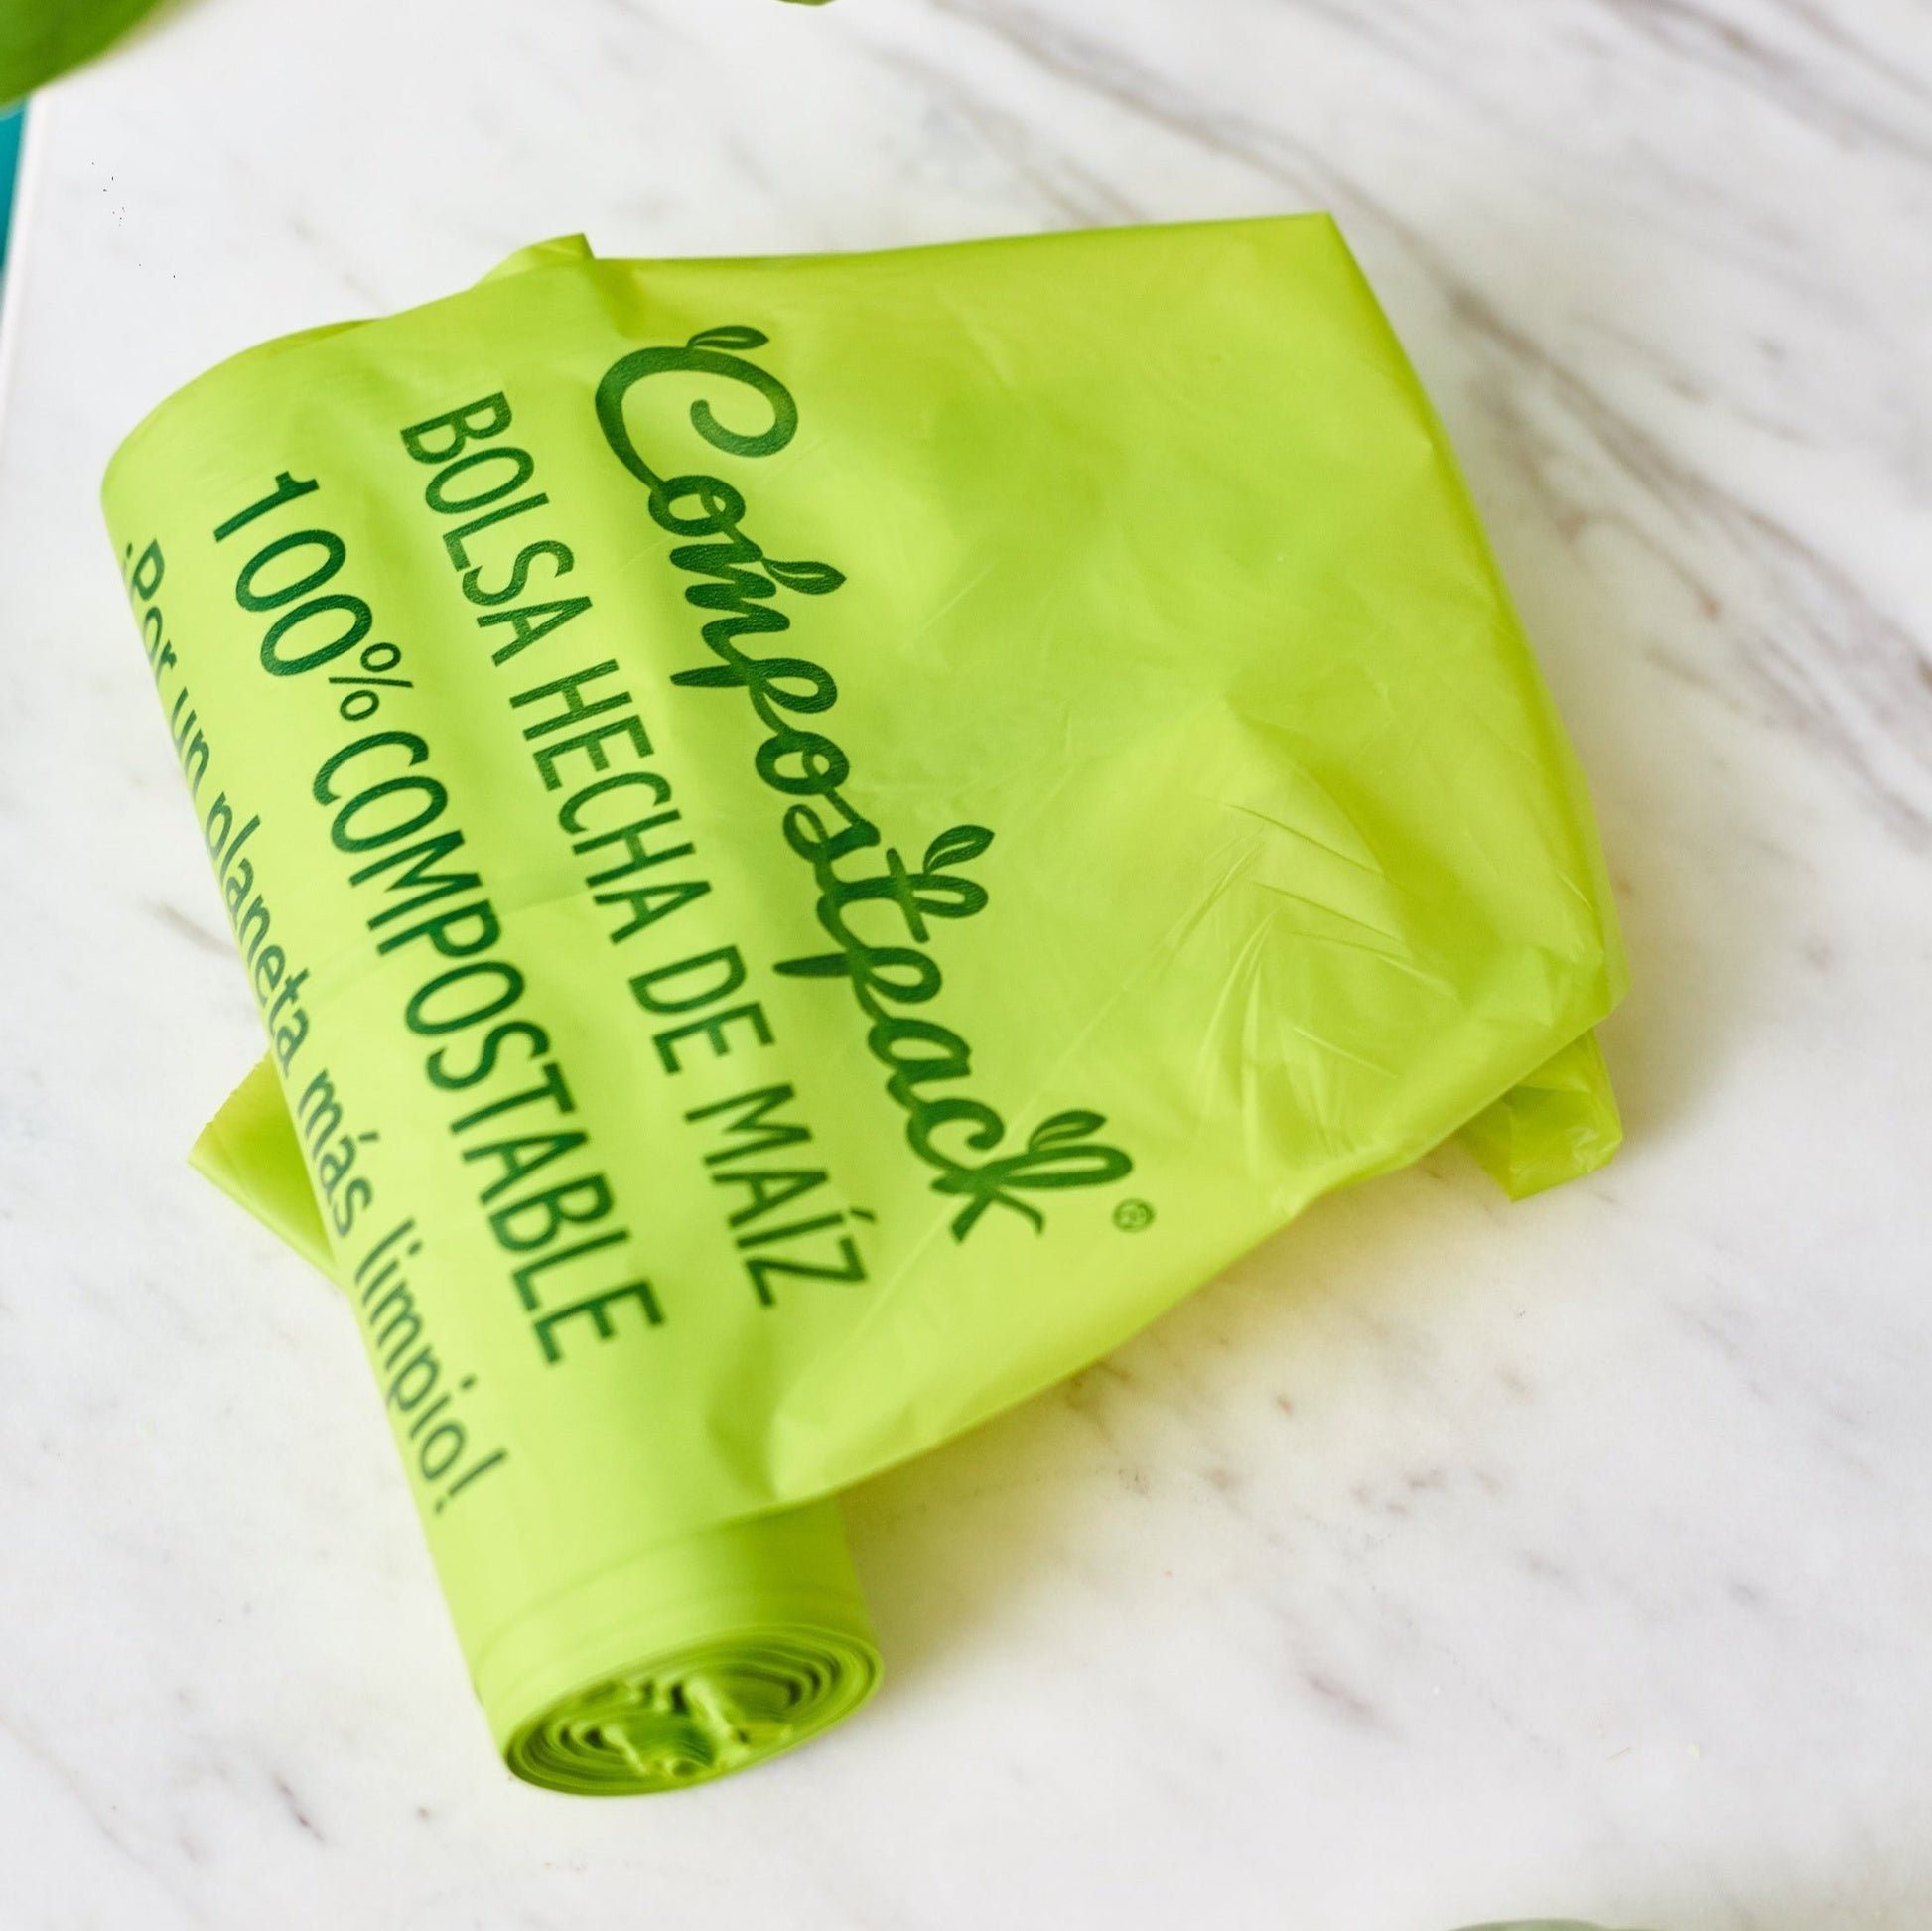 Compostpack®
BOLSA HECHA DE MAÍZ
100% COMPOSTABLE
¡Por un planeta más limpio!